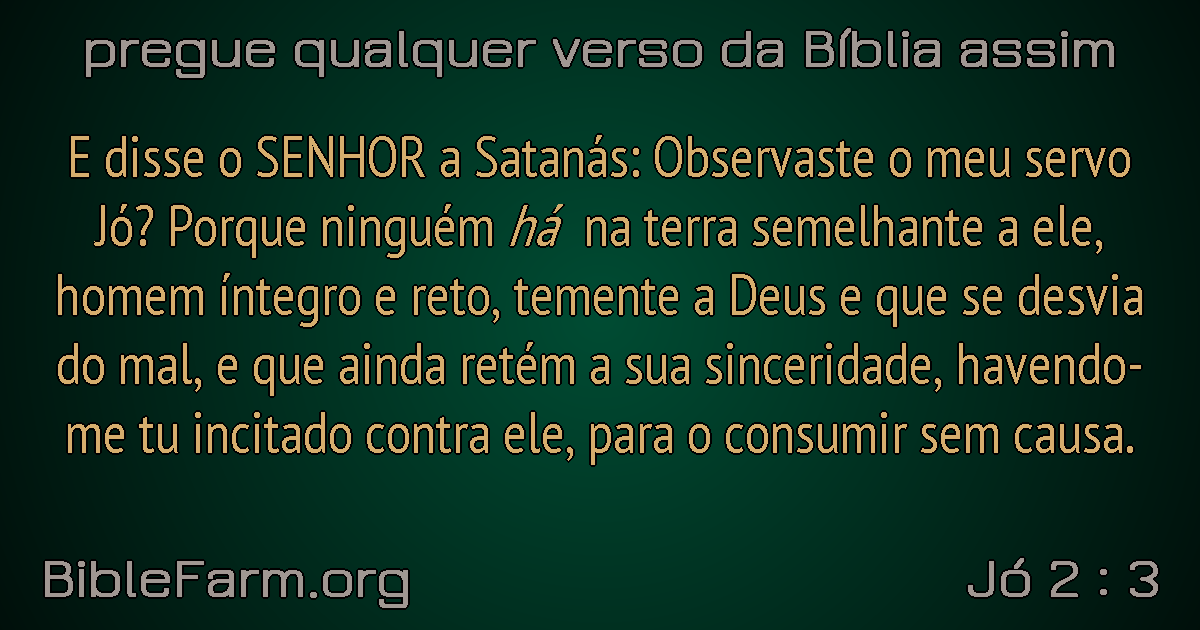 pregue qualquer verso da Bíblia assim
E disse o SENHOR a Satanás: Observaste o meu servo
Jó? Porque ninguém há na terra semelhante a ele,
homem íntegro e reto, temente a Deus e que se desvia
do mal, e que ainda retém a sua sinceridade, havendo-
me tu incitado contra ele, para o consumir sem causa.
BibleFarm.org
Jó 2 : 3